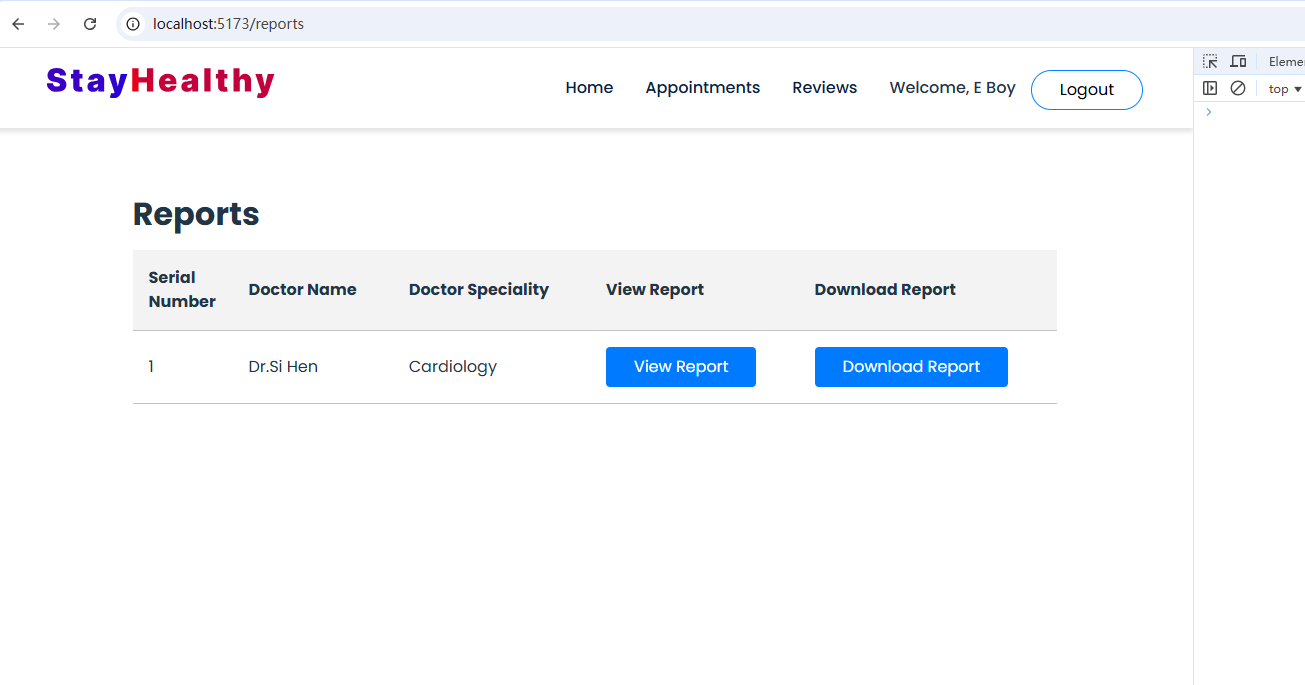 localhost:5173/reports
StayHealthy
Home Appointments Reviews Welcome, E Boy Logout
top
Reports
Serial Number Doctor Name Doctor Speciality View Report Download Report
1 Dr.Si Hen Cardiology View Report Download Report